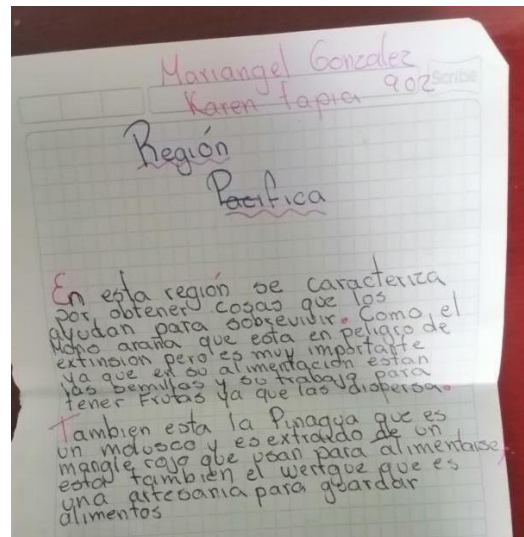 Mariangel Gonzalez
Karen tapia 902
Scribe
Región
Pacifica
En esta región se caracteriza
por, obtener cosas que los
ayudan para sobrevivir. Como el
Mono araña que esta en peligro de
extinsion pero es muy importante
ya que en su alimentación estan
las semillas y su trabajo para
tener Frutas ya que las dispersa.
Tambien esta la que es
un molusco y es extraido de un
mangle rojo que usan para alimentarse,
esta tambien el wertgue que es
una artesania para guardar
alimentos